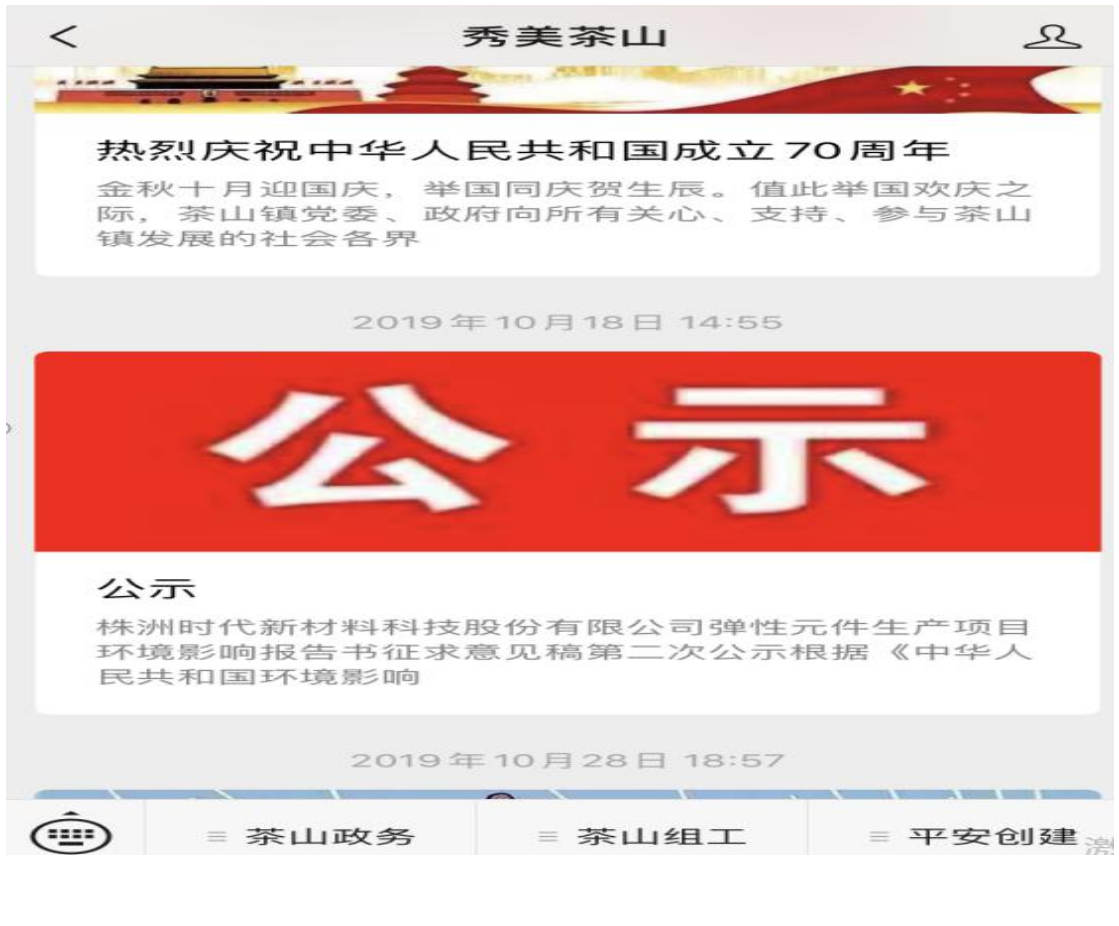 秀美茶山
热烈庆祝中华人民共和国成立70周年
金秋十月迎国庆，举国同庆贺生辰。值此举国欢庆之
际，茶山镇党委、政府向所有关心、支持、参与茶山
镇发展的社会各界
2019年10月18日 14:55
公示
公示
株洲时代新材料科技股份有限公司弹性元件生产项目
环境影响报告书征求意见稿第二次公示根据《中华人
民共和国环境影响
2019年10月28日 18:57
茶山政务
茶山组工
平安创建